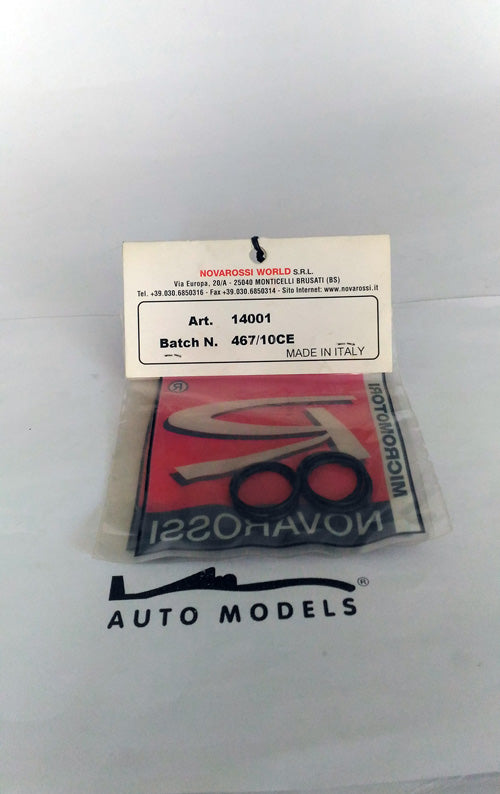 NOVAROSSI WORLD S.R.L.
Via Europa, 20/A - 25040 MONTICELLI BRUSATI (BS)
Tel. +39.030.6850316 - Fax +39.030.6850314 - Sito Internet: www.novarossi.it
Art. 14001
Batch N. 467/10CE
MADE IN ITALY
®
MICROMOTORI
NOVAROSSI
®
AUTO MODELS